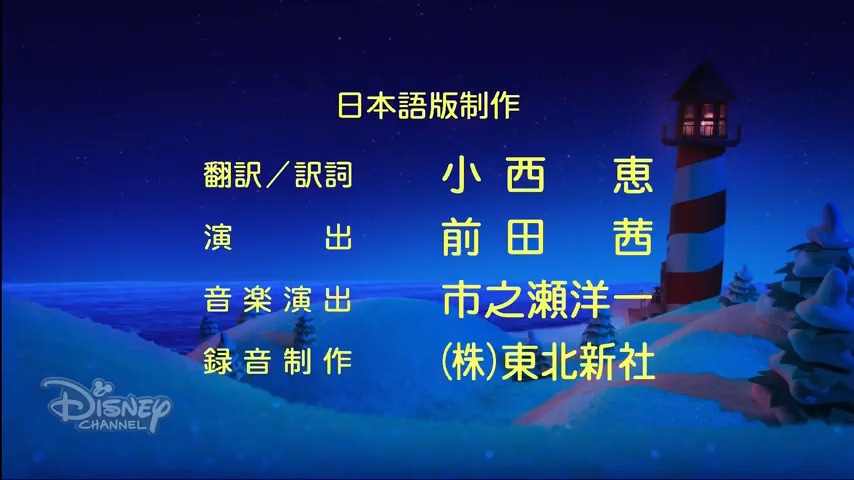 日本語版制作
翻訳／訳詞 小西 恵
演出 前田 茜
音楽演出 市之瀬洋一
録音制作 (株)東北新社
DISNEY
CHANNEL